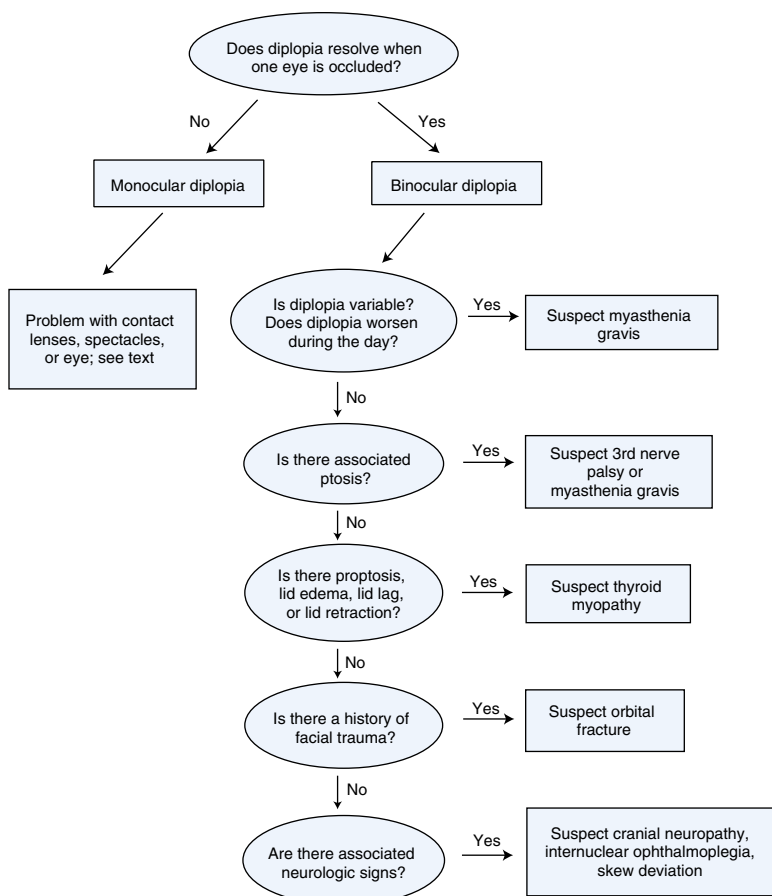 Does diplopia resolve when
one eye is occluded?
No
Yes
Monocular diplopia
Binocular diplopia
Problem with contact
lenses, spectacles,
or eye; see text
Is diplopia variable?
Does diplopia worsen
during the day?
Yes
Suspect myasthenia
gravis
No
Is there associated
ptosis?
Yes
Suspect 3rd nerve
palsy or
myasthenia gravis
No
Is there proptosis,
lid edema, lid lag,
or lid retraction?
Yes
Suspect thyroid
myopathy
No
Is there a history of
facial trauma?
Yes
Suspect orbital
fracture
No
Are there associated
neurologic signs?
Yes
Suspect cranial neuropathy,
internuclear ophthalmoplegia,
skew deviation